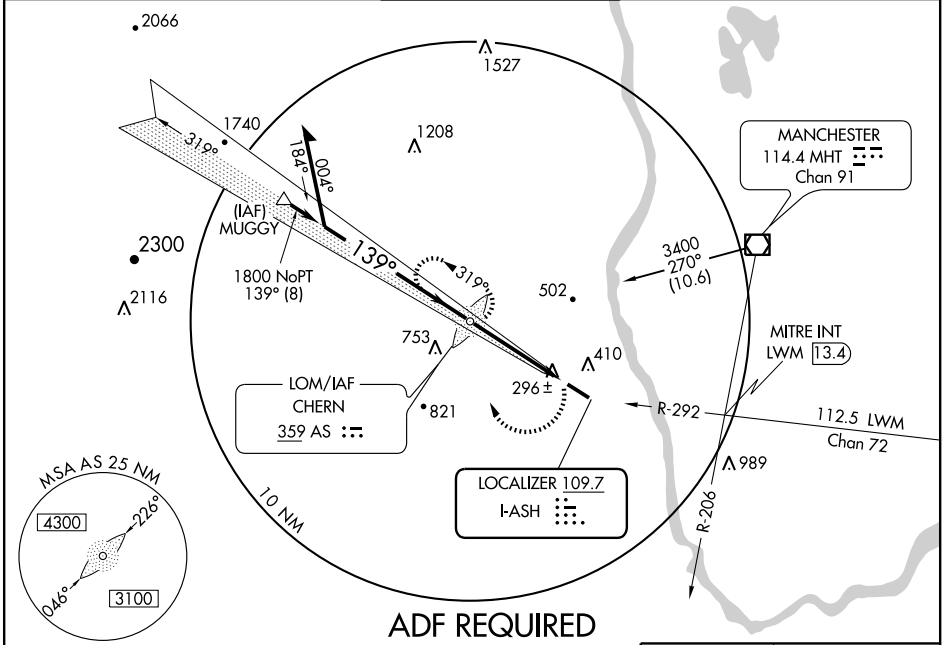 2066
1527
1740
319°
1208
184°
004°
(IAF)
MUGGY
139°
319°
MANCHESTER
114.4 MHT
Chan 91
3400
270°
(10.6)
2300
1800 NoPT
139° (8)
2116
502
753
410
296 ±
MITRE INT
LWM 13.4
LOM/IAF
CHERN
359 AS
821
R-292
112.5 LWM
Chan 72
989
LOCALIZER 109.7
I-ASH
R-206
MSA AS 25 NM
4300
226°
046°
3100
10 NM
ADF REQUIRED